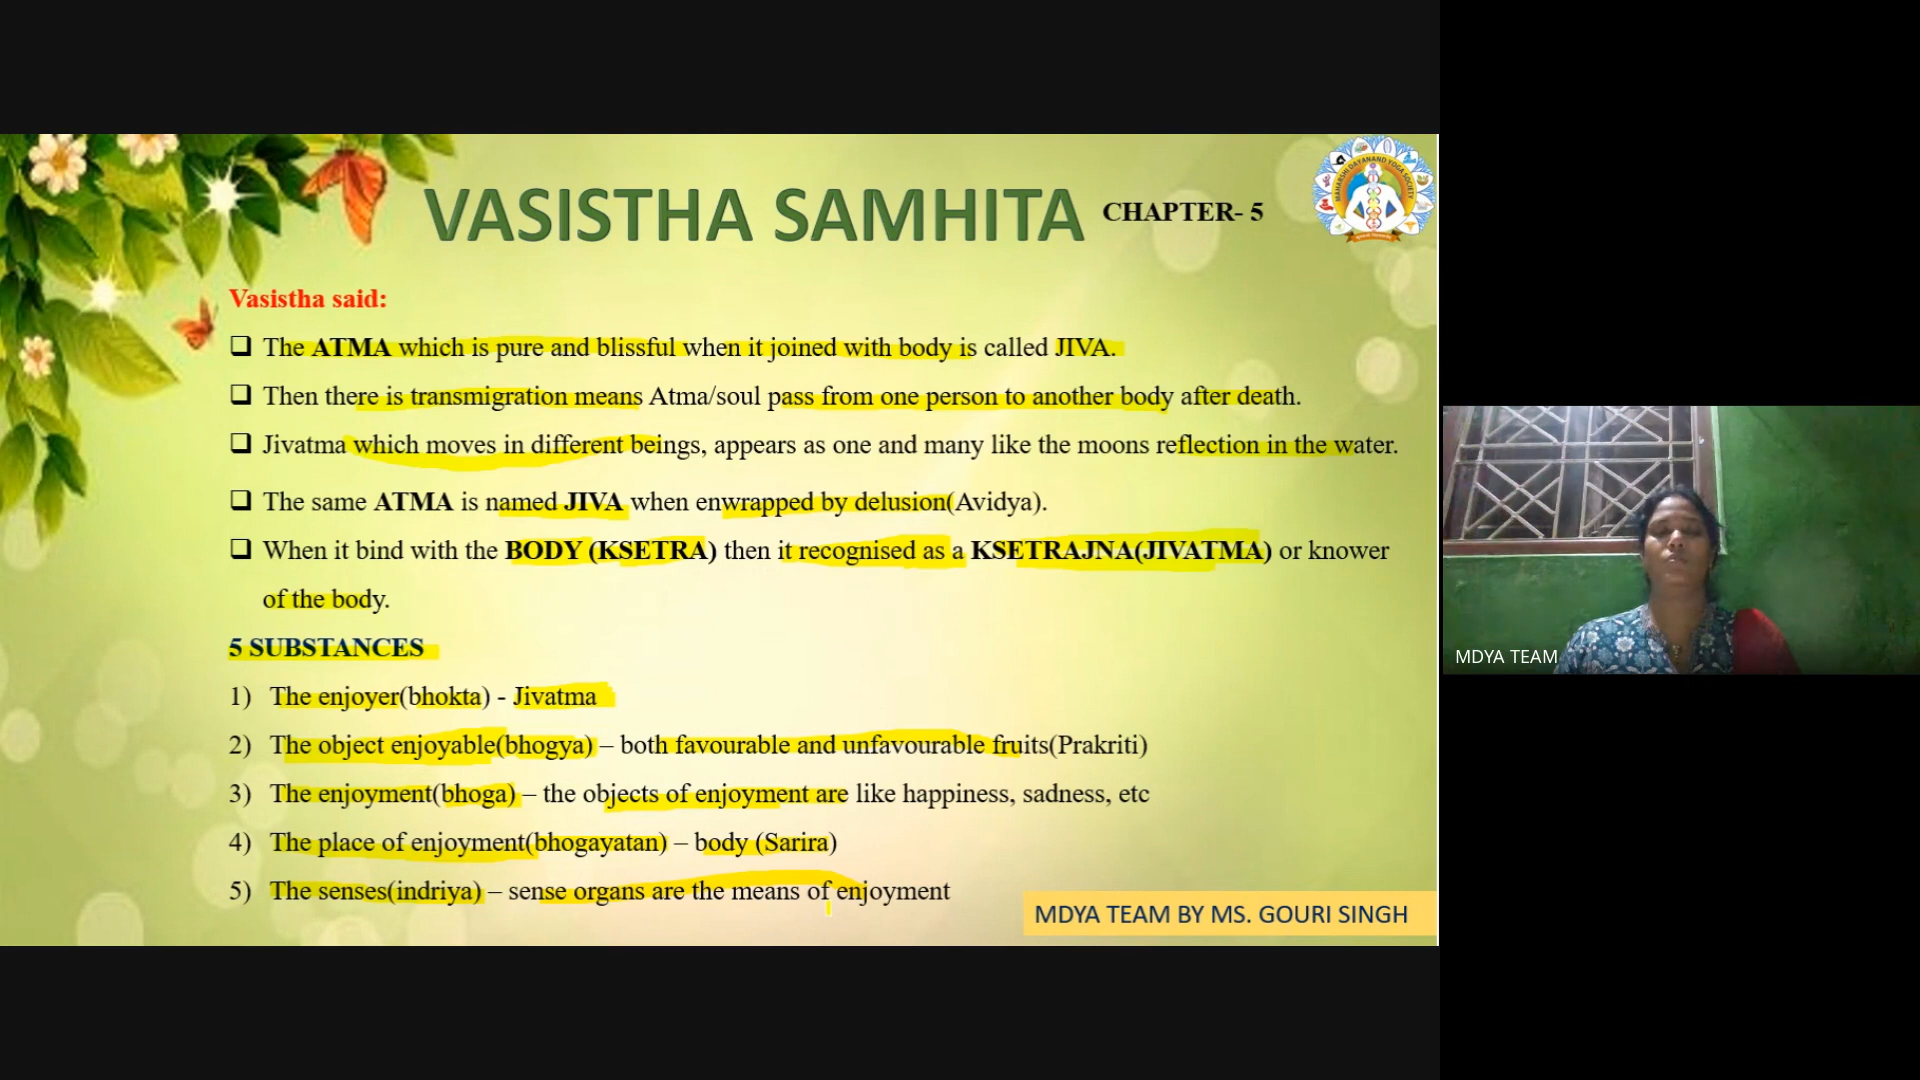 VASISTHA SAMHITA CHAPTER- 5
MAHARSHI DAYANAND YOGA SOCIETY
Vasistha said:
❑ The ATMA which is pure and blissful when it joined with body is called JIVA.
❑ Then there is transmigration means Atma/soul pass from one person to another body after death.
❑ Jivatma which moves in different beings, appears as one and many like the moons reflection in the water.
❑ The same ATMA is named JIVA when enwrapped by delusion(Avidya).
❑ When it bind with the BODY (KSETRA) then it recognised as a KSETRAJNA(JIVATMA) or knower
of the body.
5 SUBSTANCES
1) The enjoyer(bhokta) - Jivatma
2) The object enjoyable(bhogya) – both favourable and unfavourable fruits(Prakriti)
3) The enjoyment(bhoga) – the objects of enjoyment are like happiness, sadness, etc
4) The place of enjoyment(bhogayatan) – body (Sarira)
5) The senses(indriya) – sense organs are the means of enjoyment
MDYA TEAM BY MS. GOURI SINGH
MDYA TEAM